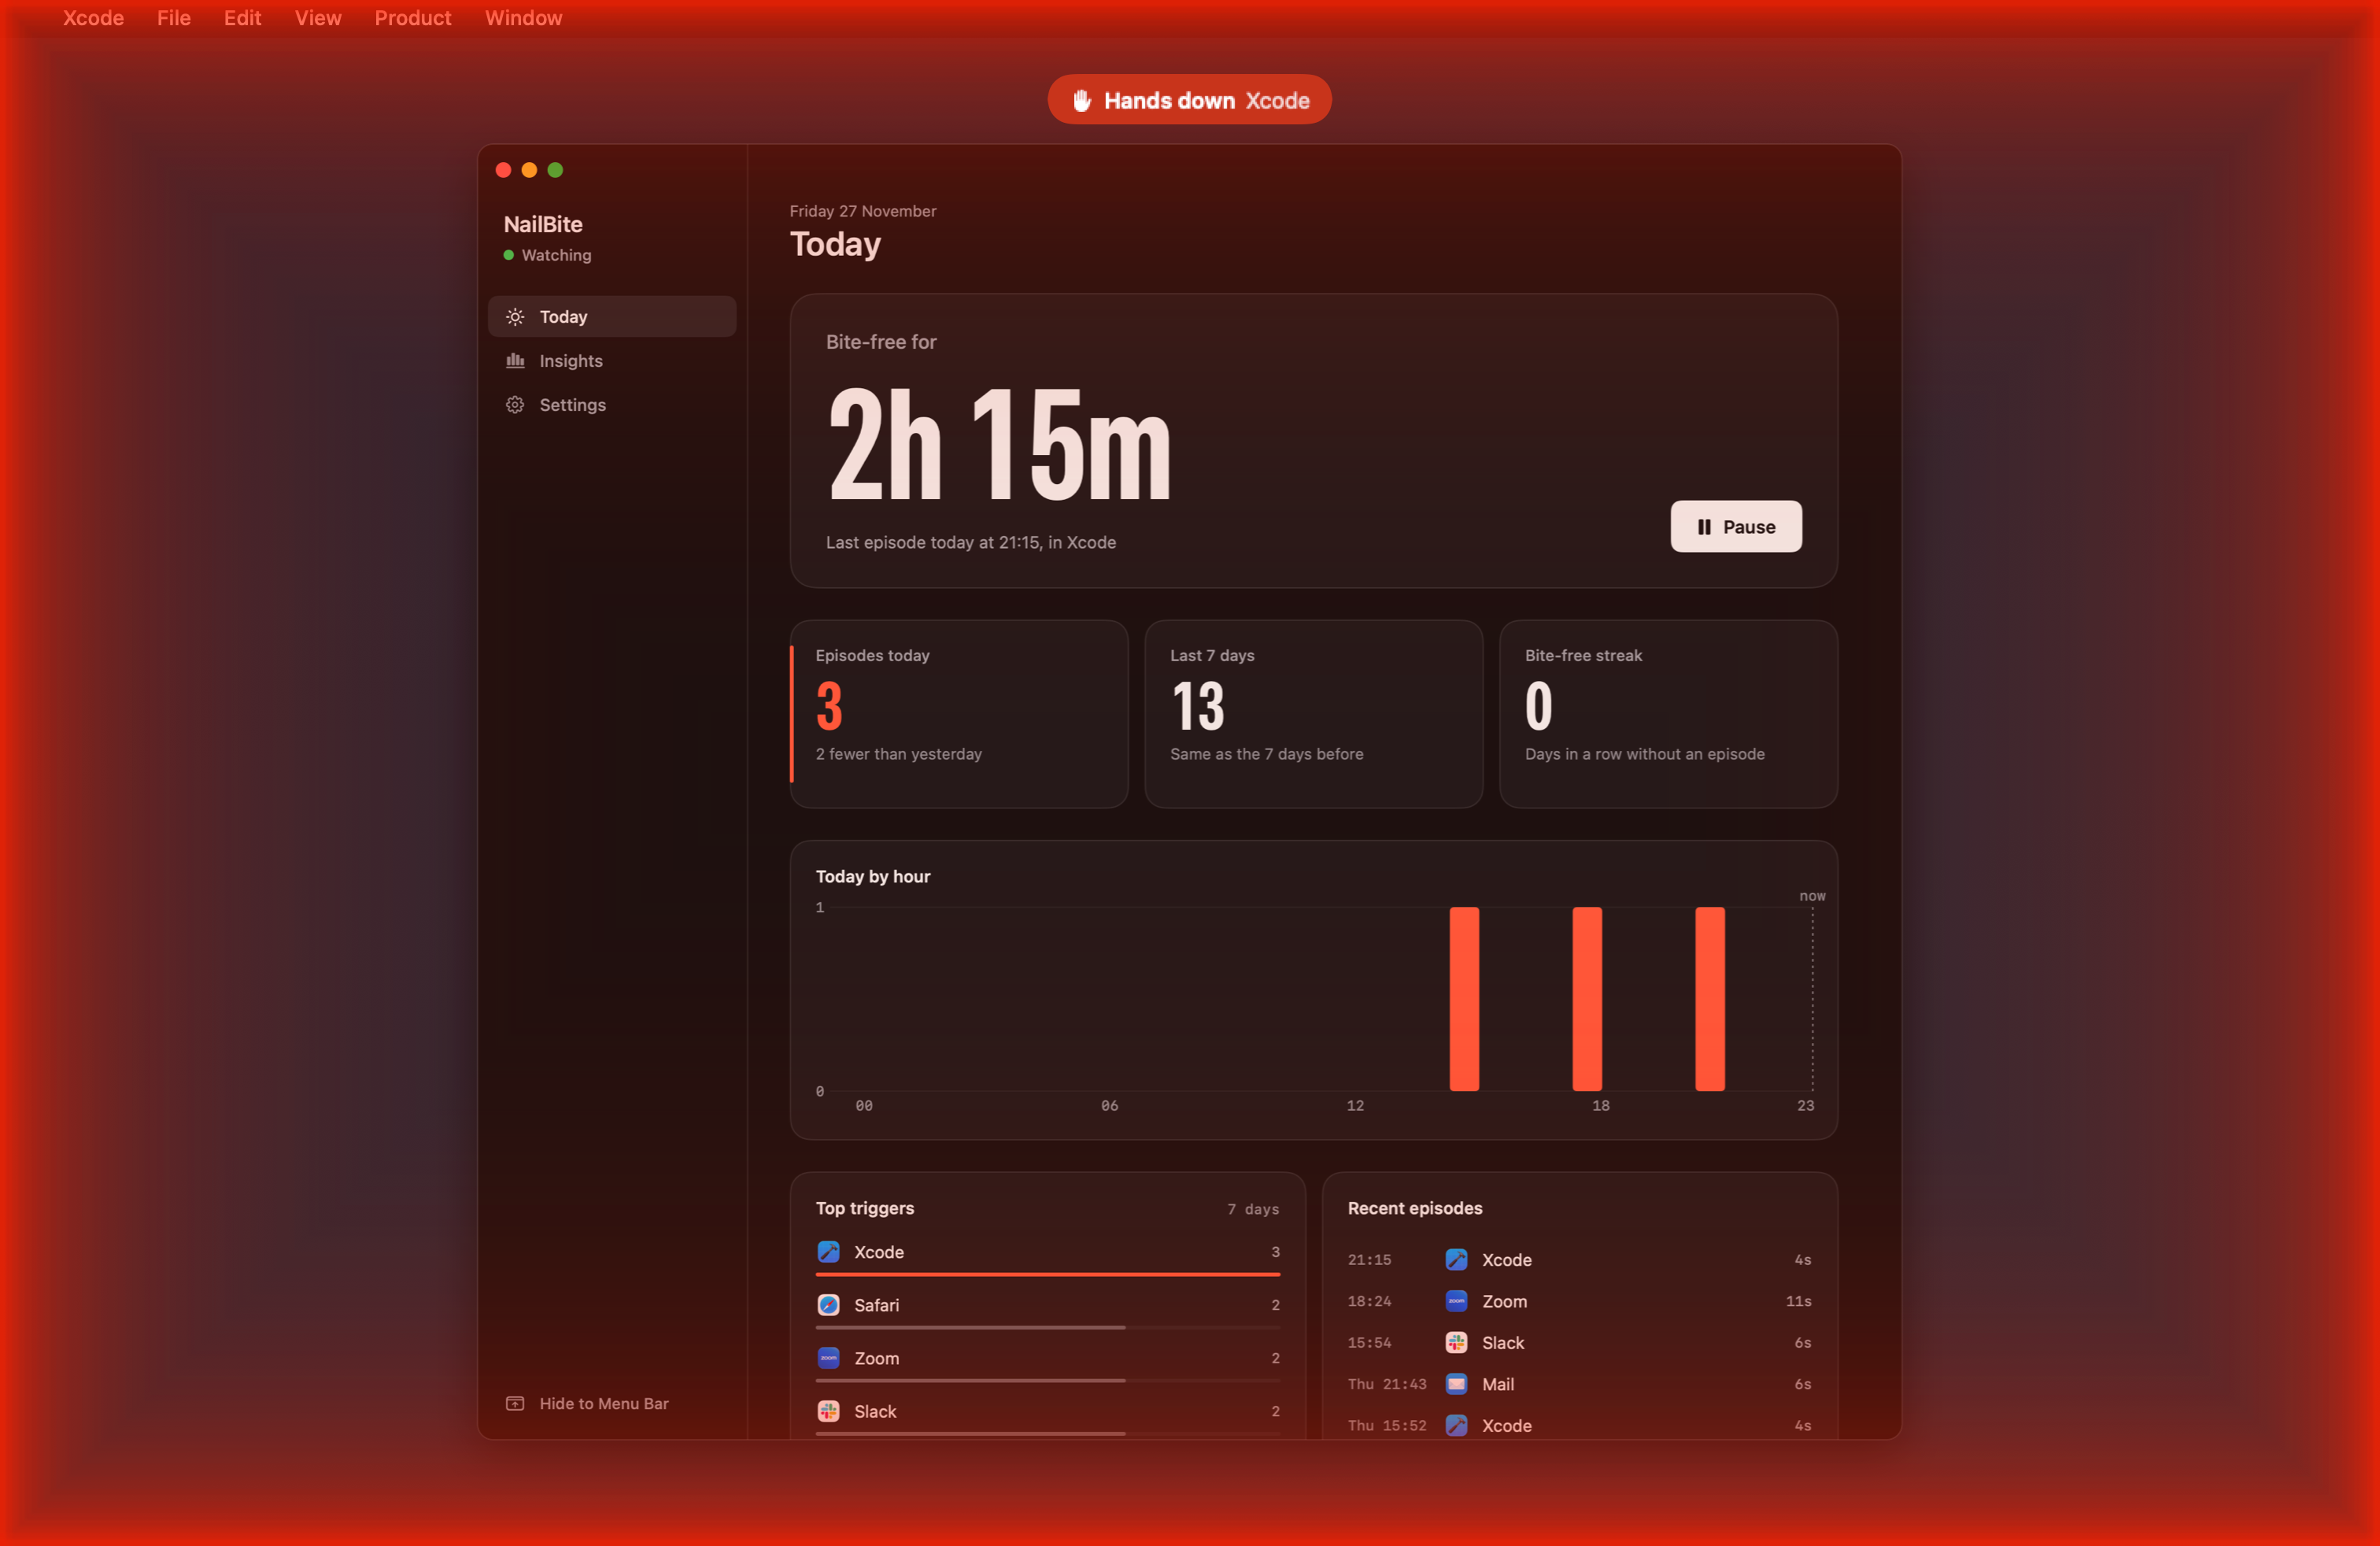 Xcode File Edit View Product Window
Hands down Xcode
NailBite
Watching
Today
Insights
Settings
Hide to Menu Bar
Friday 27 November
Today
Bite-free for
2h 15m
Last episode today at 21:15, in Xcode
Pause
Episodes today
3
2 fewer than yesterday
Last 7 days
13
Same as the 7 days before
Bite-free streak
0
Days in a row without an episode
Today by hour
now
1
0
00 06 12 18 23
Top triggers 7 days
Xcode 3
Safari 2
zoom Zoom 2
Slack 2
Recent episodes
21:15 Xcode 4s
18:24 zoom Zoom 11s
15:54 Slack 6s
Thu 21:43 Mail 6s
Thu 15:52 Xcode 4s